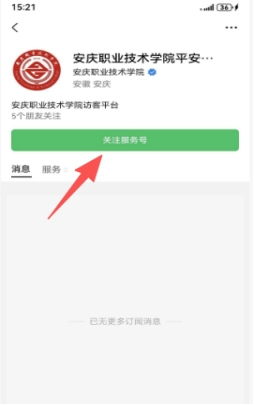 15:21
36
安庆职业技术学院平安…
安庆职业技术学院
安徽 安庆
安庆职业技术学院访客平台
5个朋友关注
关注服务号
消息 服务
已无更多订阅消息